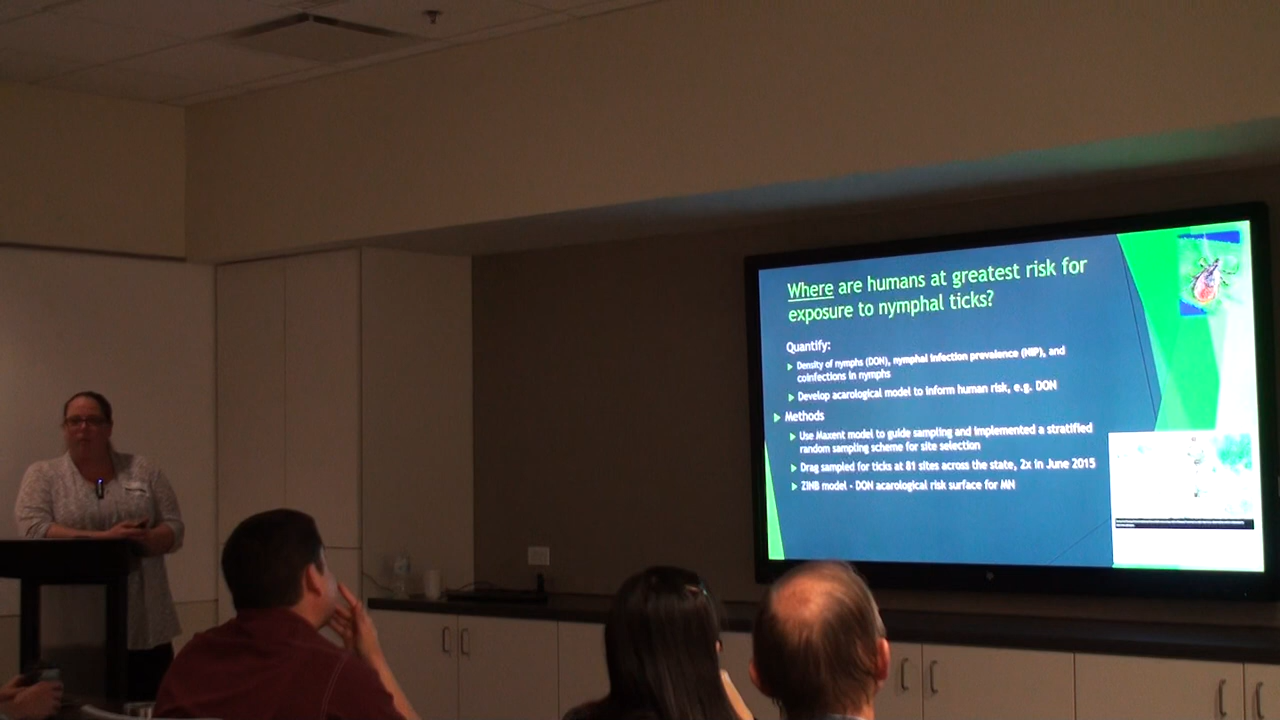 Where are humans at greatest risk for
exposure to nymphal ticks?
Quantify:
Density of nymphs (DON), nymphal infection prevalence (NIP), and
coinfections in nymphs
Develop acarological model to inform human risk, e.g. DON
Methods
Use Maxent model to guide sampling and implemented a stratified
random sampling scheme for site selection
Drag sampled for ticks at 81 sites across the state, 2x in June 2015
ZINB model - DON acarological risk surface for MN